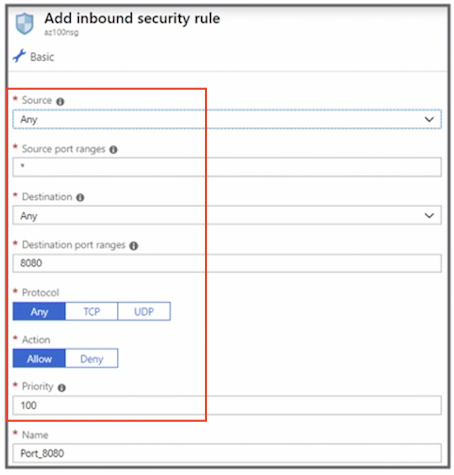 Add inbound security rule
az100nsg
Basic
* Source
Any
* Source port ranges
*
* Destination
Any
* Destination port ranges
8080
* Protocol
Any TCP UDP
* Action
Allow Deny
* Priority
100
* Name
Port_8080